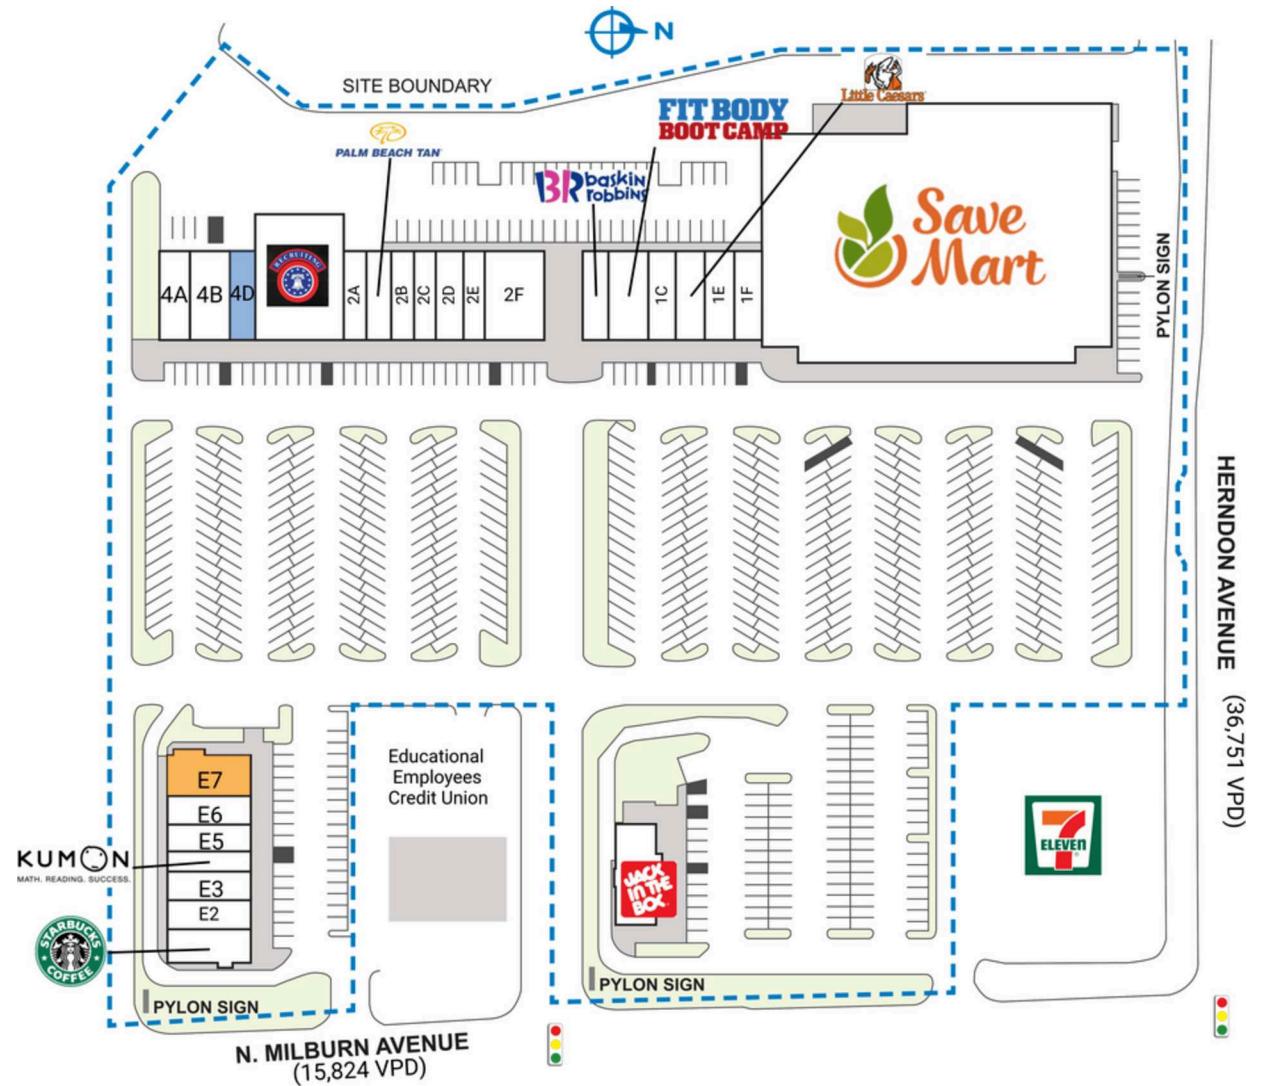 N
SITE BOUNDARY
Little Caesars
FIT BODY
BOOT CAMP
PALM BEACH TAN
BR baskin
robbins
Save
Mart
PYLON SIGN
RECRUITING
4A
4B
4D
2A
2B
2C
2D
2E
2F
1C
1E
1F
HERNDON AVENUE
(36,751 VPD)
Educational
Employees
Credit Union
E7
E6
E5
KUMON
MATH. READING. SUCCESS.
E3
E2
STARBUCKS
COFFEE
JACK
IN THE
BOX
7
ELEVEN
PYLON SIGN
PYLON SIGN
N. MILBURN AVENUE
(15,824 VPD)